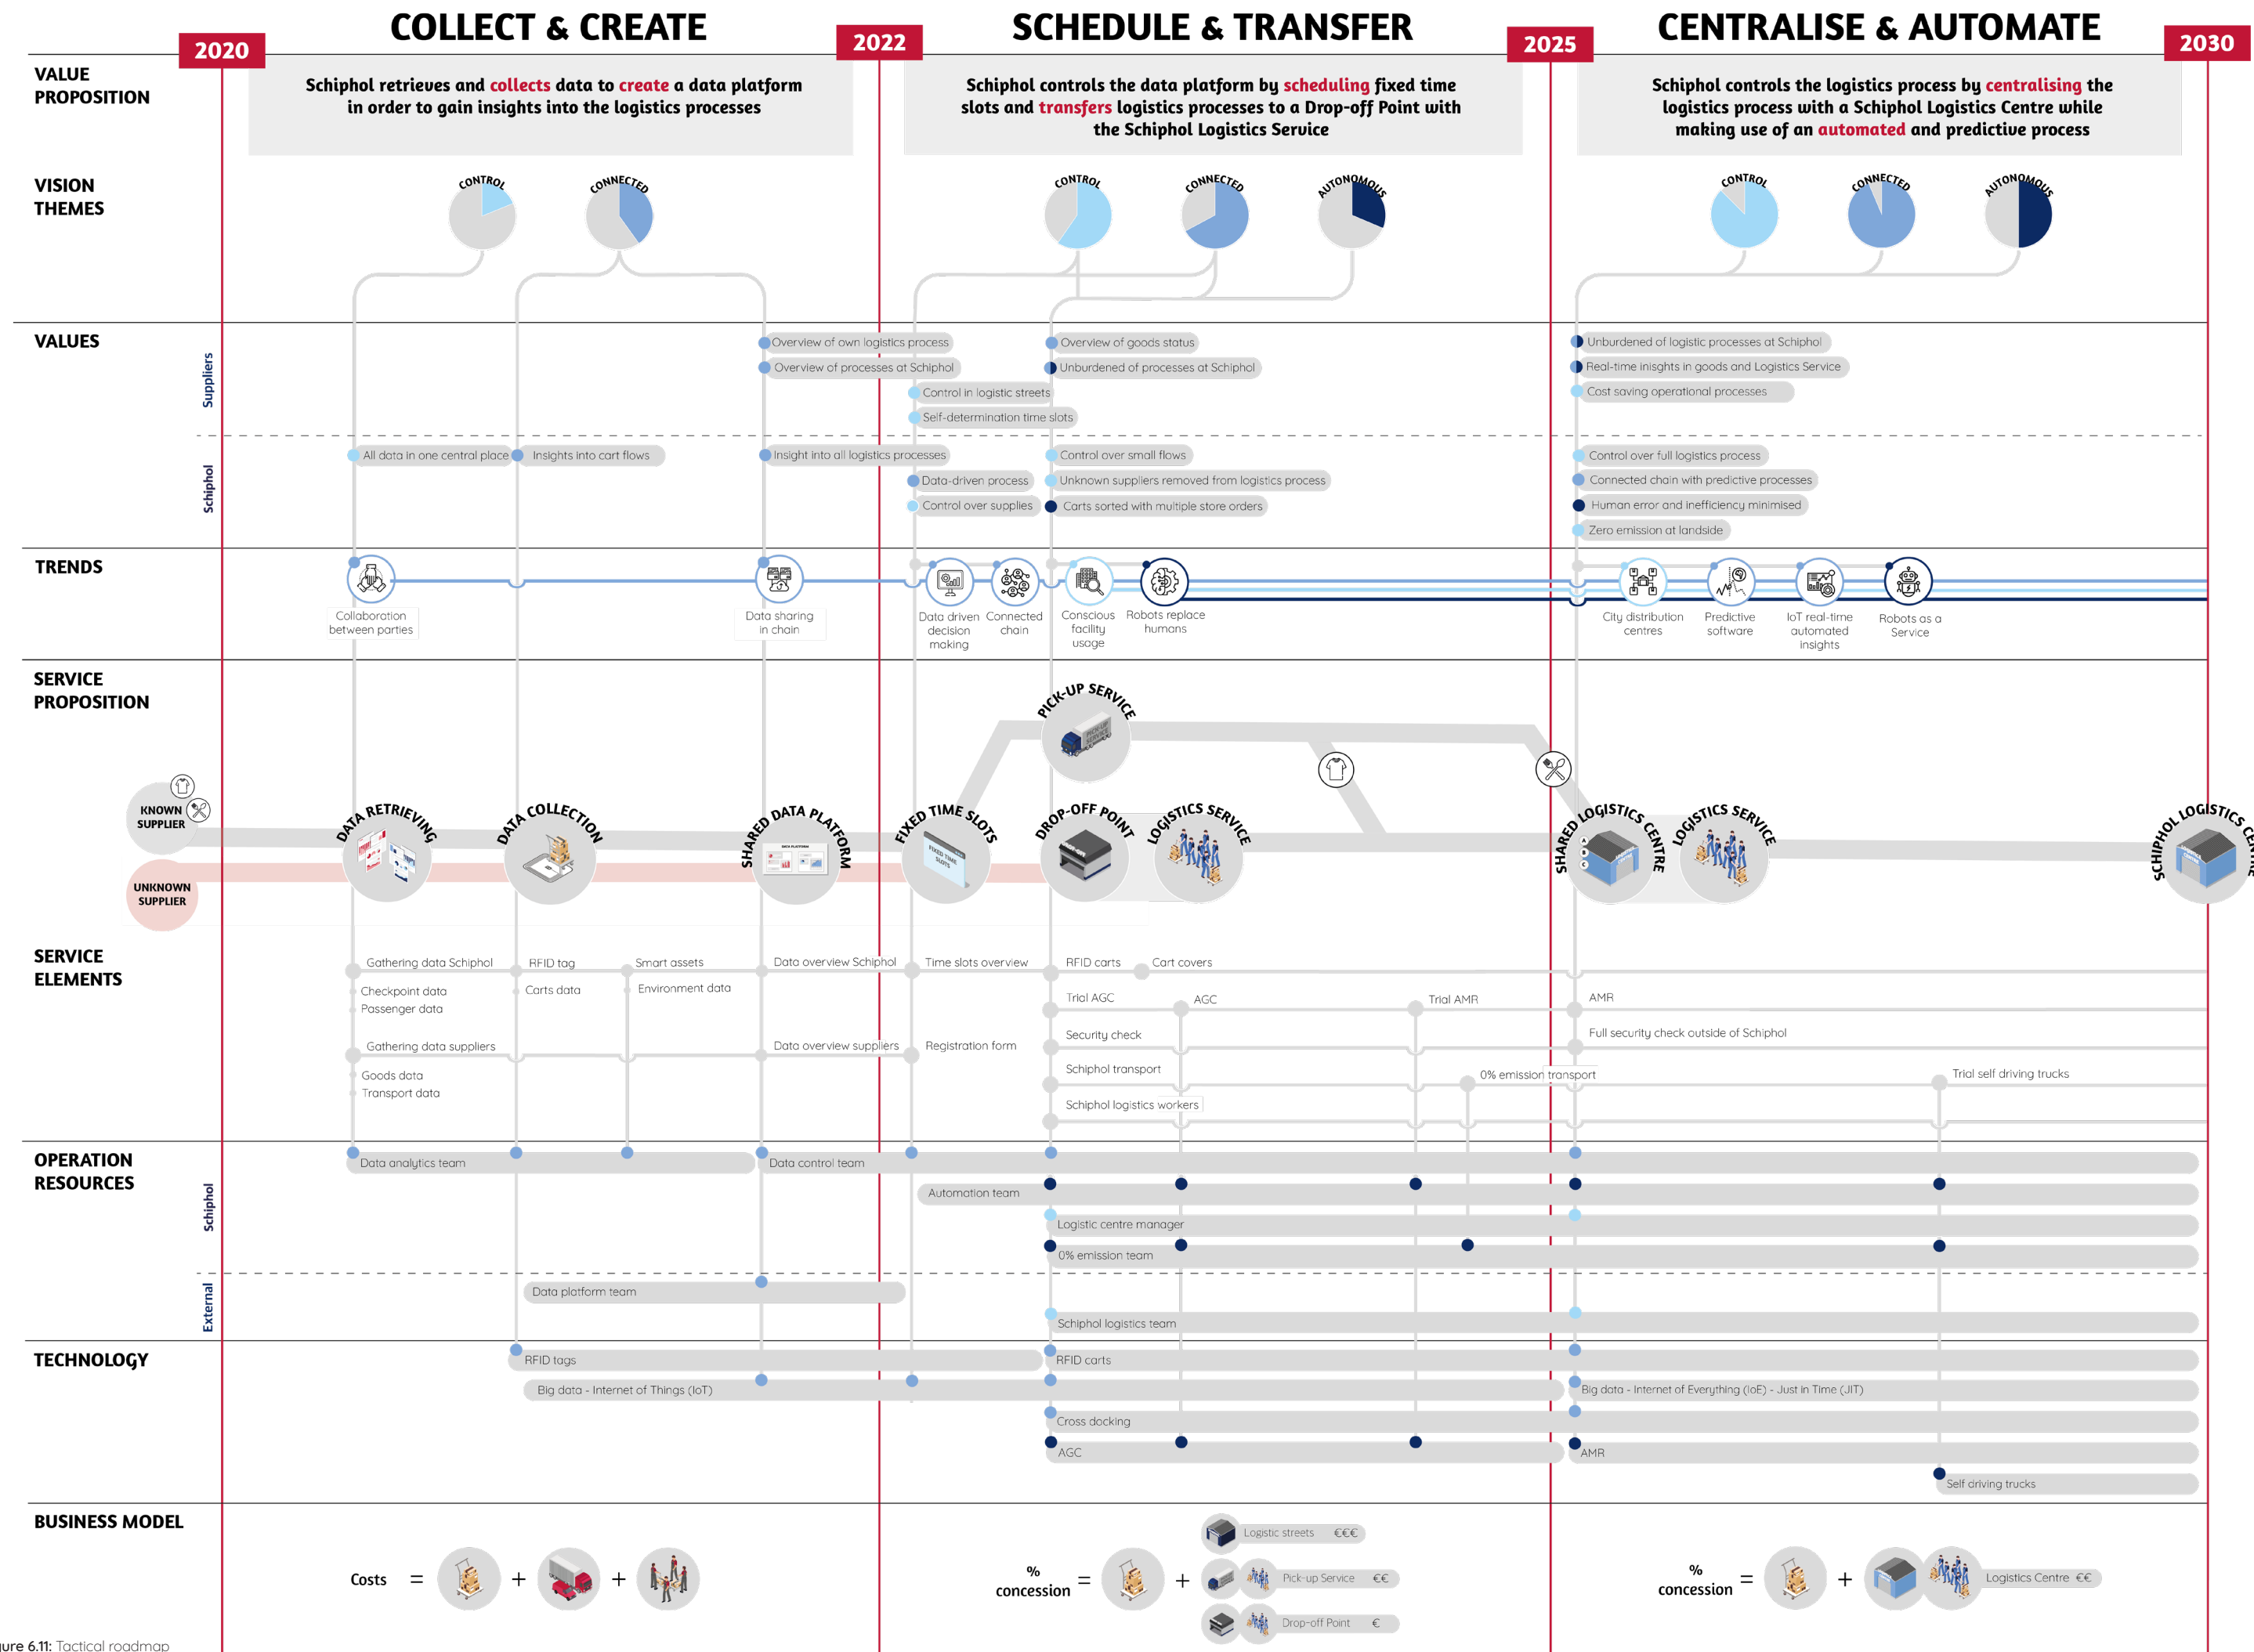 COLLECT & CREATE
SCHEDULE & TRANSFER
CENTRALISE & AUTOMATE
2020
2022
2025
2030
VALUE
PROPOSITION
Schiphol retrieves and collects data to create a data platform
in order to gain insights into the logistics processes
Schiphol controls the data platform by scheduling fixed time
slots and transfers logistics processes to a Drop-off Point with
the Schiphol Logistics Service
Schiphol controls the logistics process by centralising the
logistics process with a Schiphol Logistics Centre while
making use of an automated and predictive process
VISION
THEMES
CONTROL
CONNECTED
CONTROL
CONNECTED
AUTONOMOUS
CONTROL
CONNECTED
AUTONOMOUS
VALUES
Suppliers
Overview of own logistics process
Overview of processes at Schiphol
Control in logistic streets
Self-determination time slots
Overview of goods status
Unburdened of processes at Schiphol
Unburdened of logistic processes at Schiphol
Real-time inisghts in goods and Logistics Service
Cost saving operational processes
Schiphol
All data in one central place
Insights into cart flows
Insight into all logistics processes
Data-driven process
Control over supplies
Control over small flows
Unknown suppliers removed from logistics process
Carts sorted with multiple store orders
Control over full logistics process
Connected chain with predictive processes
Human error and inefficiency minimised
Zero emission at landside
TRENDS
Collaboration
between parties
Data sharing
in chain
Data driven
decision
making
Connected
chain
Conscious
facility
usage
Robots replace
humans
City distribution
centres
Predictive
software
IoT real-time
automated
insights
Robots as a
Service
SERVICE
PROPOSITION
PICK-UP SERVICE
PICK-UP
SERVICE
KNOWN
SUPPLIER
UNKNOWN
SUPPLIER
DATA RETRIEVING
DATA COLLECTION
SHARED DATA PLATFORM
DATA PLATFORM
FIXED TIME SLOTS
FIXED TIME
SLOTS
DROP-OFF POINT
LOGISTICS SERVICE
SHARED LOGISTICS CENTRE
A
B
C
LOGISTICS SERVICE
SCHIPHOL LOGISTICS
SERVICE
ELEMENTS
Gathering data Schiphol
Checkpoint data
Passenger data
Gathering data suppliers
Goods data
Transport data
RFID tag
Carts data
Smart assets
Environment data
Data overview Schiphol
Data overview suppliers
Time slots overview
Registration form
RFID carts
Cart covers
Trial AGC
AGC
Trial AMR
AMR
Security check
Full security check outside of Schiphol
Schiphol transport
0% emission transport
Trial self driving trucks
Schiphol logistics workers
OPERATION
RESOURCES
Schiphol
Data analytics team
Data control team
Automation team
Logistic centre manager
0% emission team
External
Data platform team
Schiphol logistics team
TECHNOLOGY
RFID tags
RFID carts
Big data - Internet of Things (IoT)
Big data - Internet of Everything (IoE) - Just in Time (JIT)
Cross docking
AGC
AMR
Self driving trucks
BUSINESS MODEL
Costs = + +
% concession = +
Logistic streets €€€
Pick-up Service €€
Drop-off Point €
% concession = +
Logistics Centre €€
ure 6.11: Tactical roadmap